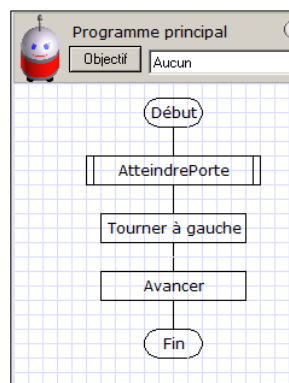 Programme principal
Objectif
Aucun
Début
AtteindrePorte
Tourner à gauche
Avancer
Fin